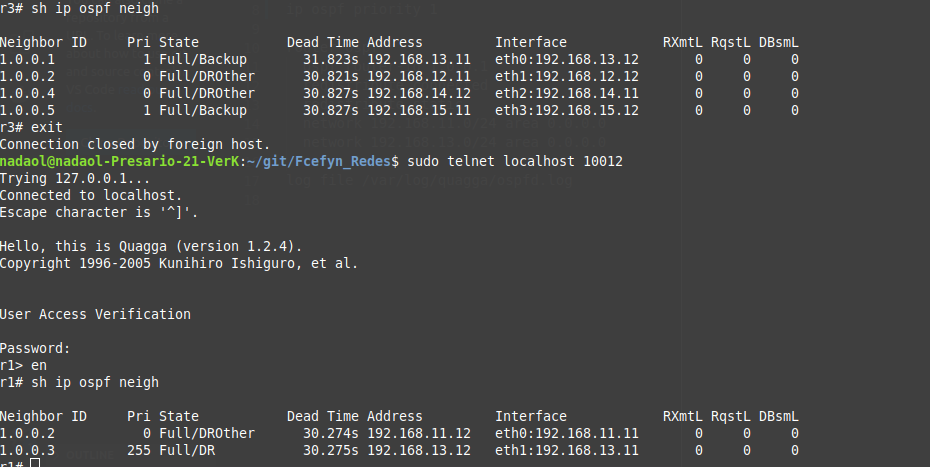 r3# sh ip ospf neigh
Neighbor ID     Pri State           Dead Time Address         Interface            RXmtL RqstL DBsmL
1.0.0.1           1 Full/Backup       31.823s 192.168.13.11   eth0:192.168.13.12       0     0     0
1.0.0.2           0 Full/DROther      30.821s 192.168.12.11   eth1:192.168.12.12       0     0     0
1.0.0.4           0 Full/DROther      30.827s 192.168.14.12   eth2:192.168.14.11       0     0     0
1.0.0.5           1 Full/Backup       30.827s 192.168.15.11   eth3:192.168.15.12       0     0     0
r3# exit
Connection closed by foreign host.
nadaol@nadaol-Presario-21-VerK:~/git/Fcefyn_Redes$ sudo telnet localhost 10012
Trying 127.0.0.1...
Connected to localhost.
Escape character is '^]'.
Hello, this is Quagga (version 1.2.4).
Copyright 1996-2005 Kunihiro Ishiguro, et al.
User Access Verification
Password:
r1> en
r1# sh ip ospf neigh
Neighbor ID     Pri State           Dead Time Address         Interface            RXmtL RqstL DBsmL
1.0.0.2           0 Full/DROther      30.274s 192.168.11.12   eth0:192.168.11.11       0     0     0
1.0.0.3         255 Full/DR           30.275s 192.168.13.12   eth1:192.168.13.11       0     0     0
r1#